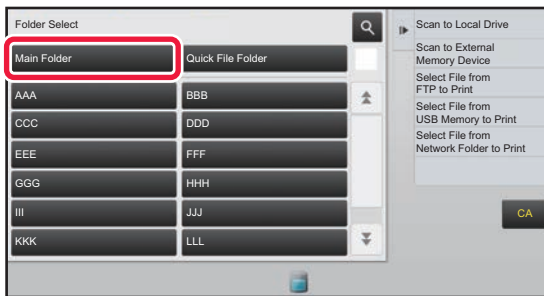 Folder Select
Main Folder
Quick File Folder
AAA
BBB
CCC
DDD
EEE
FFF
GGG
HHH
III
JJJ
KKK
LLL
Scan to Local Drive
Scan to External
Memory Device
Select File from
FTP to Print
Select File from
USB Memory to Print
Select File from
Network Folder to Print
CA